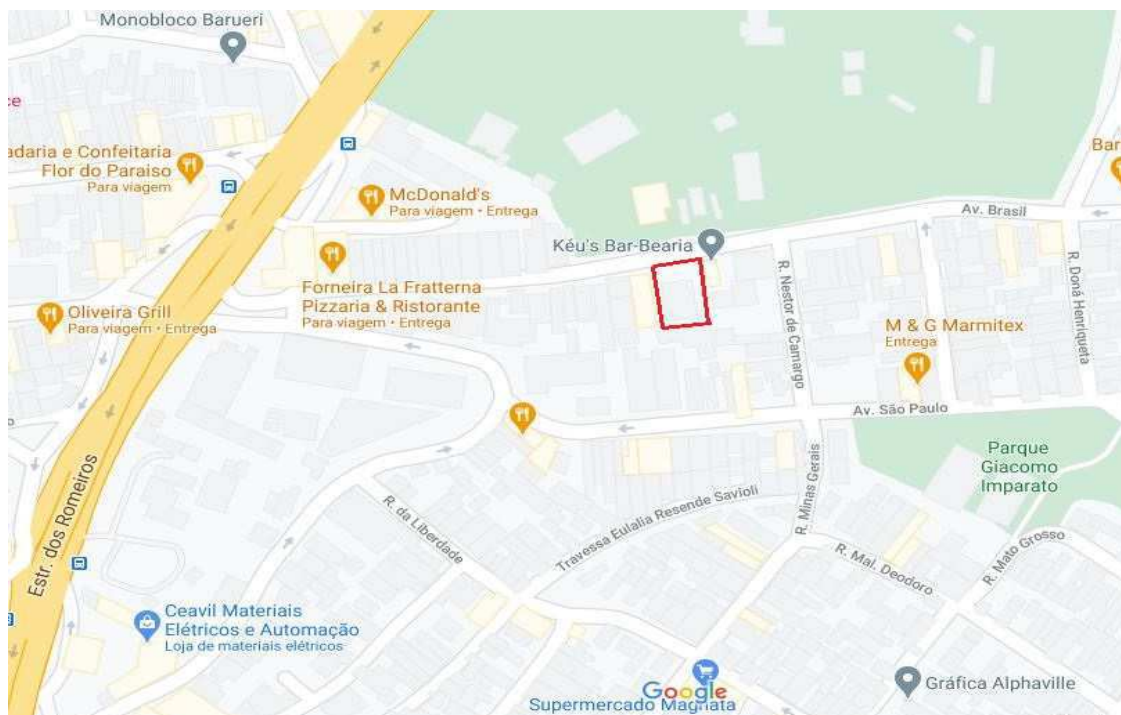 Monobloco Barueri
ce
adaria e Confeitaria
Flor do Paraiso
Para viagem
McDonald's
Para viagem • Entrega
Bar
Av. Brasil
Kéu's Bar-Bearia
Forneira La Fratterna
Pizzaria & Ristorante
Para viagem • Entrega
Oliveira Grill
Para viagem • Entrega
R. Nestor de Camargo
R. Doná Henriqueta
M & G Marmitex
Entrega
Av. São Paulo
Parque
Giacomo
Imparato
R. Minas Gerais
Travessa Eulalia Resende Savioli
R. da Liberdade
Estr. dos Romeiros
R. Mal. Deodoro
R. Mato Grosso
Ceavil Materiais
Elétricos e Automação
Loja de materiais elétricos
Gráfica Alphaville
Google
Supermercado Magnata